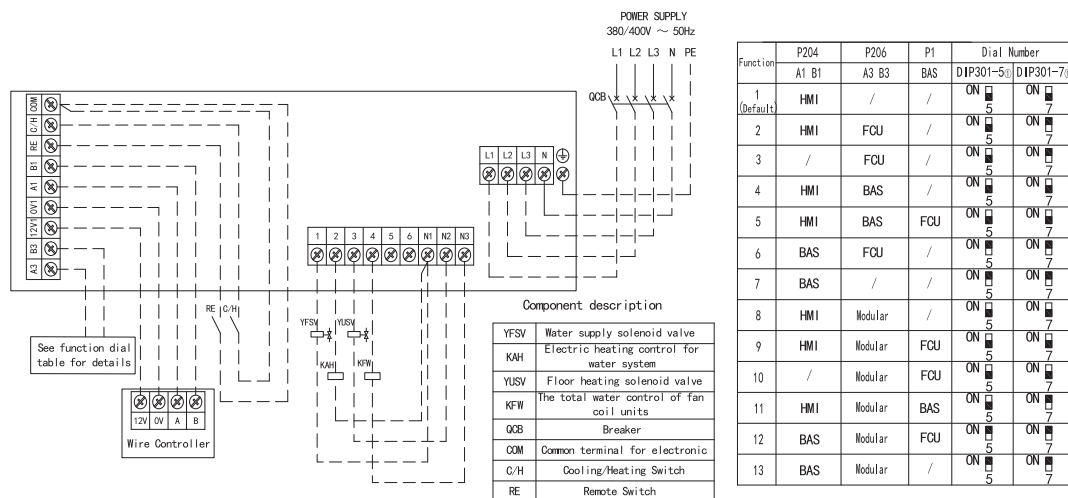 POWER SUPPLY
380/400V ～ 50Hz
L1 L2 L3 N PE
QCB
COM
C/H
RE
B1
A1
0V1
12V1
B3
A3
L1 L2 L3 N
1 2 3 4 5 6 N1 N2 N3
RE C/H
YFSV YUSV
KAH KFW
See function dial
table for details
12V 0V A B
Wire Controller
Component description
YFSV Water supply solenoid valve
KAH Electric heating control for
water system
YUSV Floor heating solenoid valve
KFW The total water control of fan
coil units
QCB Breaker
COM Common terminal for electronic
C/H Cooling/Heating Switch
RE Remote Switch
Function P204 P206 P1 Dial Number
A1 B1 A3 B3 BAS DIP301-5① DIP301-7①
1 HMI / / ON 5 ON 7
(Default)
2 HMI FCU / ON 5 ON 7
3 / FCU / ON 5 ON 7
4 HMI BAS / ON 5 ON 7
5 HMI BAS FCU ON 5 ON 7
6 BAS FCU / ON 5 ON 7
7 BAS / / ON 5 ON 7
8 HMI Modular / ON 5 ON 7
9 HMI Modular FCU ON 5 ON 7
10 / Modular FCU ON 5 ON 7
11 HMI Modular BAS ON 5 ON 7
12 BAS Modular FCU ON 5 ON 7
13 BAS Modular / ON 5 ON 7